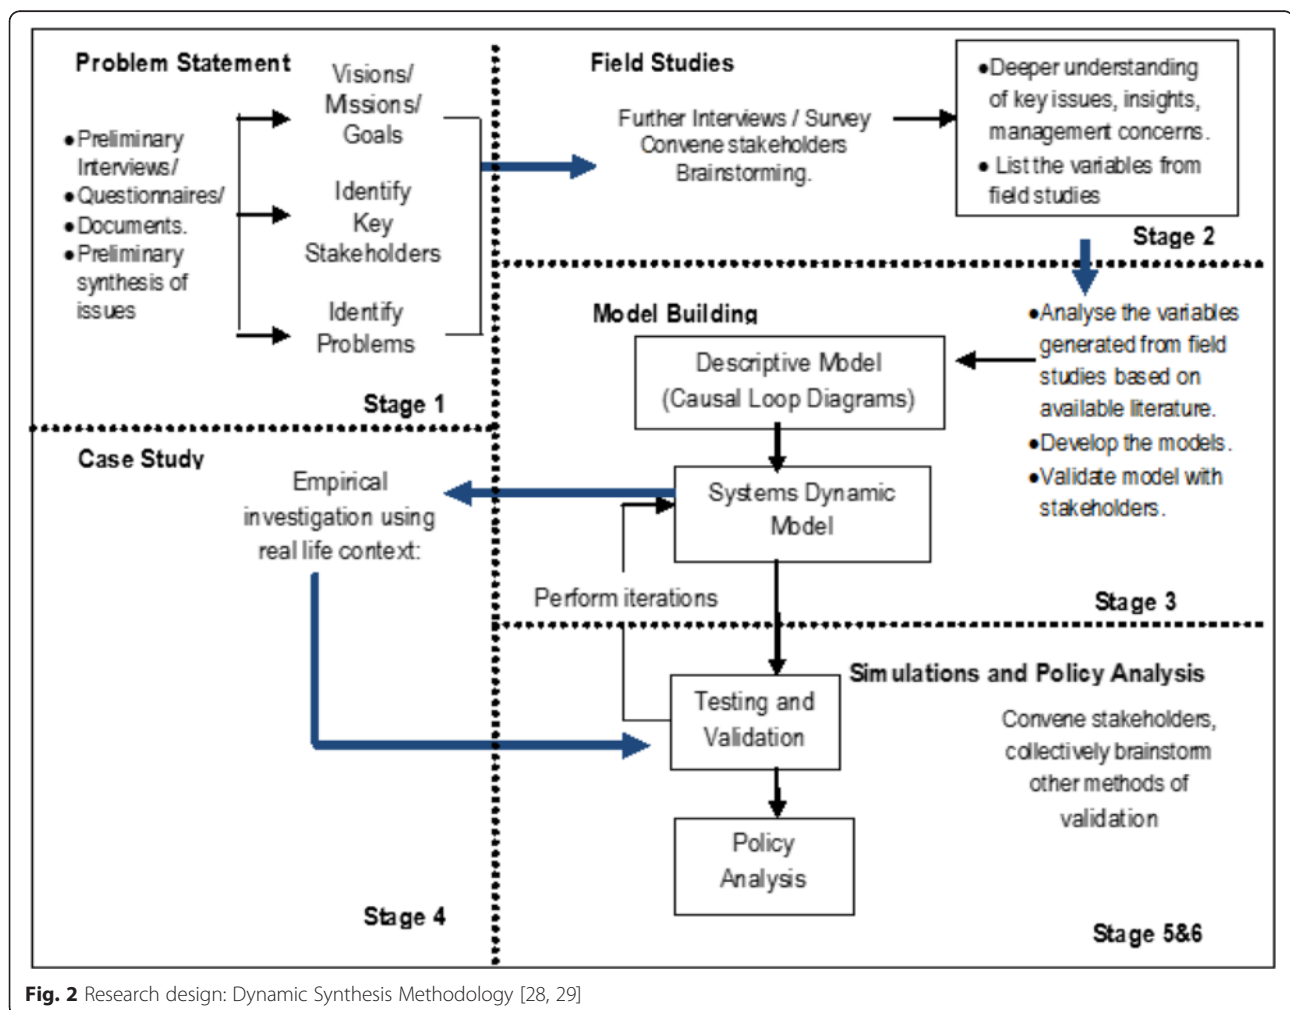 Problem Statement
●Preliminary
Interviews/
●Questionnaires/
●Documents.
●Preliminary
synthesis of
issues
Visions/
Missions/
Goals
Identify
Key
Stakeholders
Identify
Problems
Stage 1
Field Studies
Further Interviews / Survey
Convene stakeholders
Brainstorming.
●Deeper understanding
of key issues, insights,
management concerns.
● List the variables from
field studies
Stage 2
Model Building
Descriptive Model
(Causal Loop Diagrams)
Systems Dynamic
Model
Perform iterations
●Analyse the variables
generated from field
studies based on
available literature.
●Develop the models.
●Validate model with
stakeholders.
Stage 3
Case Study
Empirical
investigation using
real life context:
Stage 4
Simulations and Policy Analysis
Testing and
Validation
Policy
Analysis
Convene stakeholders,
collectively brainstorm
other methods of
validation
Stage 5&6
Fig. 2 Research design: Dynamic Synthesis Methodology [28, 29]